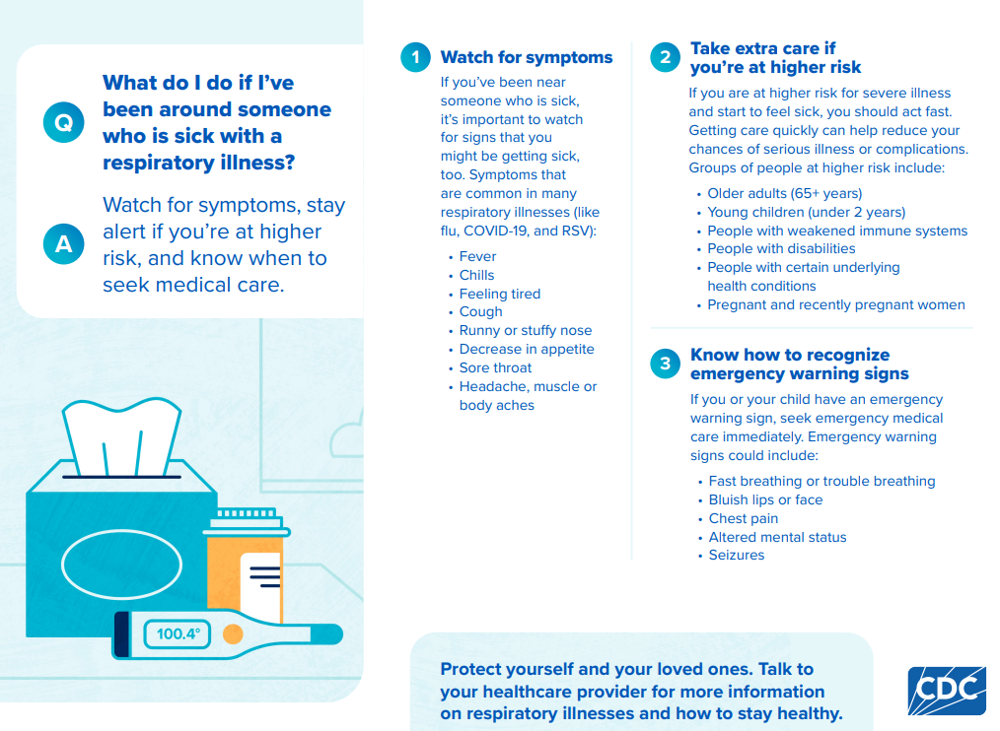 Q
What do I do if I've
been around someone
who is sick with a
respiratory illness?
A
Watch for symptoms, stay
alert if you're at higher
risk, and know when to
seek medical care.
100.4°
1
Watch for symptoms
If you've been near
someone who is sick,
it's important to watch
for signs that you
might be getting sick,
too. Symptoms that
are common in many
respiratory illnesses (like
flu, COVID-19, and RSV):
• Fever
• Chills
• Feeling tired
• Cough
• Runny or stuffy nose
• Decrease in appetite
• Sore throat
• Headache, muscle or
body aches
2
Take extra care if
you're at higher risk
If you are at higher risk for severe illness
and start to feel sick, you should act fast.
Getting care quickly can help reduce your
chances of serious illness or complications.
Groups of people at higher risk include:
• Older adults (65+ years)
• Young children (under 2 years)
• People with weakened immune systems
• People with disabilities
• People with certain underlying
health conditions
• Pregnant and recently pregnant women
3
Know how to recognize
emergency warning signs
If you or your child have an emergency
warning sign, seek emergency medical
care immediately. Emergency warning
signs could include:
• Fast breathing or trouble breathing
• Bluish lips or face
• Chest pain
• Altered mental status
• Seizures
Protect yourself and your loved ones. Talk to
your healthcare provider for more information
on respiratory illnesses and how to stay healthy.
CDC